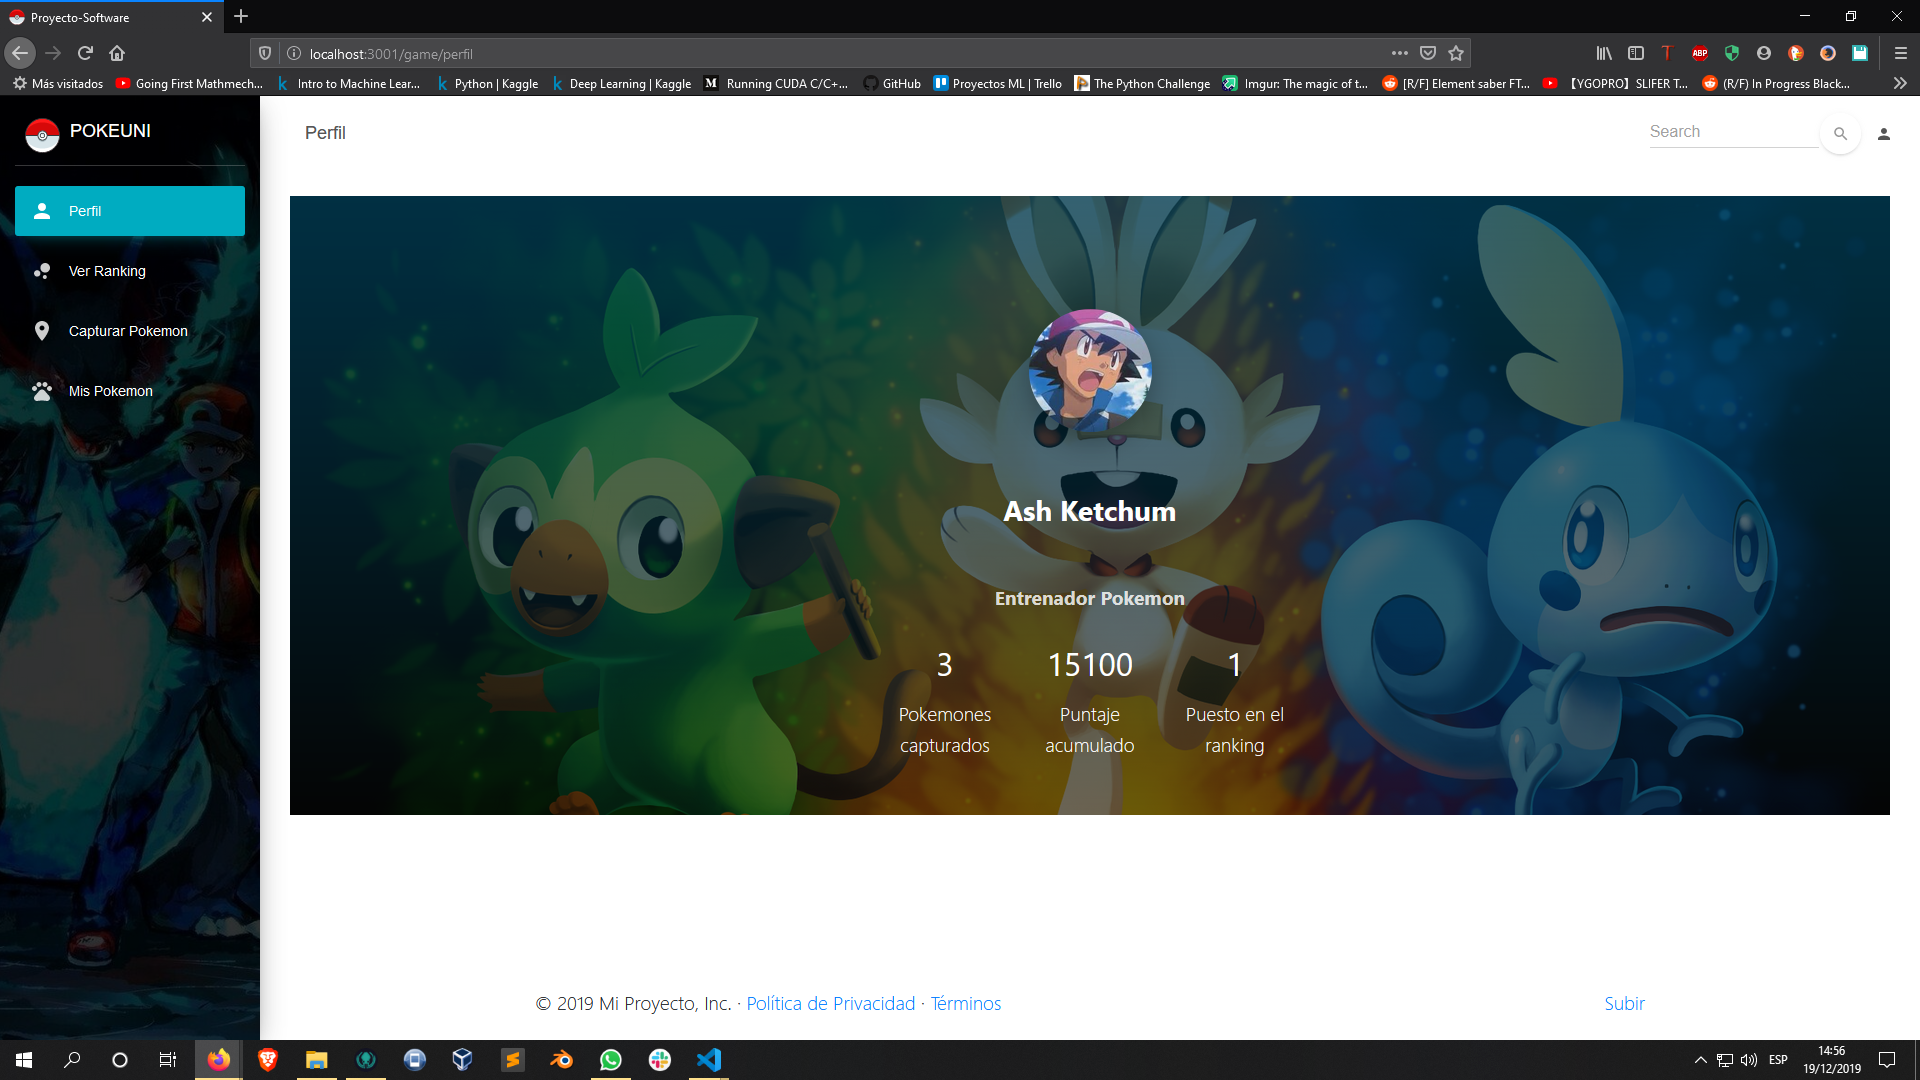 Proyecto-Software
localhost:3001/game/perfil
Más visitados
Going First Mathmech...
Intro to Machine Lear...
Python | Kaggle
Deep Learning | Kaggle
Running CUDA C/C+...
GitHub
Proyectos ML | Trello
The Python Challenge
Imgur: The magic of t...
[R/F] Element saber FT...
【YGOPRO】SLIFER T...
(R/F) In Progress Black...
ABP
POKEUNI
Perfil
Search
Perfil
Ver Ranking
Capturar Pokemon
Mis Pokemon
Ash Ketchum
Entrenador Pokemon
3
15100
1
Pokemones
capturados
Puntaje
acumulado
Puesto en el
ranking
© 2019 Mi Proyecto, Inc. · Política de Privacidad · Términos
Subir
ESP
14:56
19/12/2019